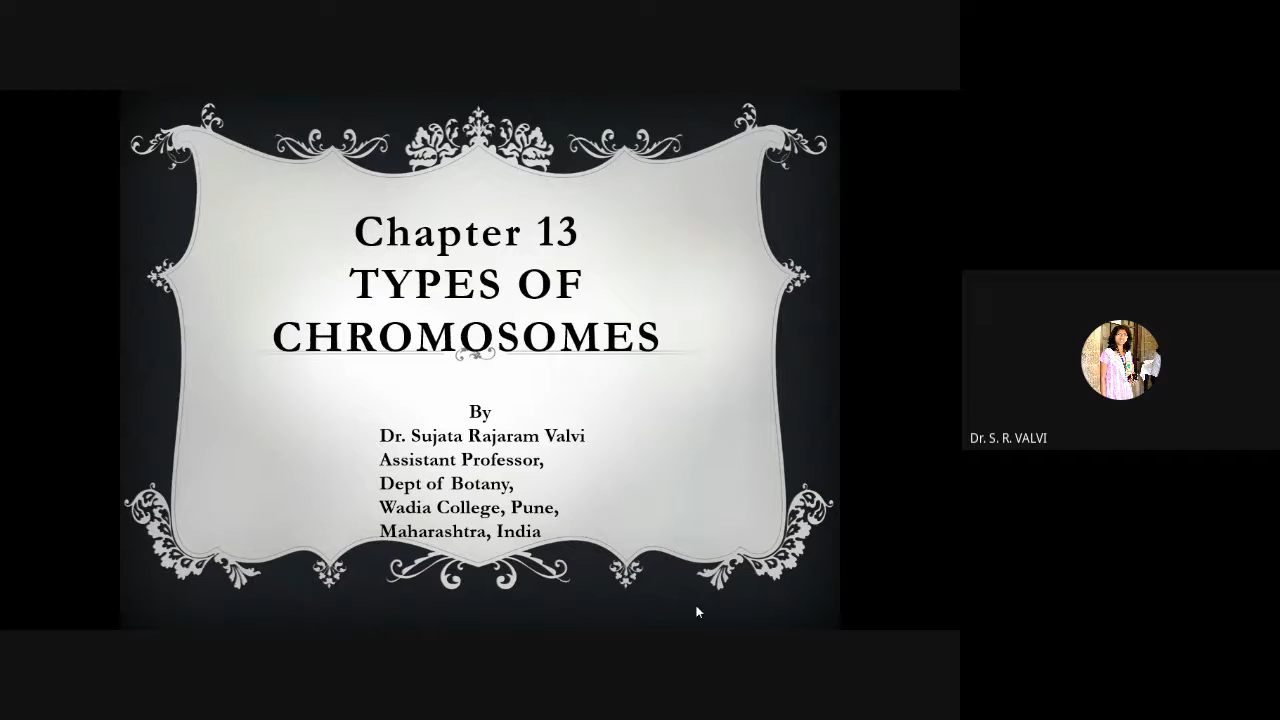 Chapter 13
TYPES OF
CHROMOSOMES
By
Dr. Sujata Rajaram Valvi
Assistant Professor,
Dept of Botany,
Wadia College, Pune,
Maharashtra, India
Dr. S. R. VALVI